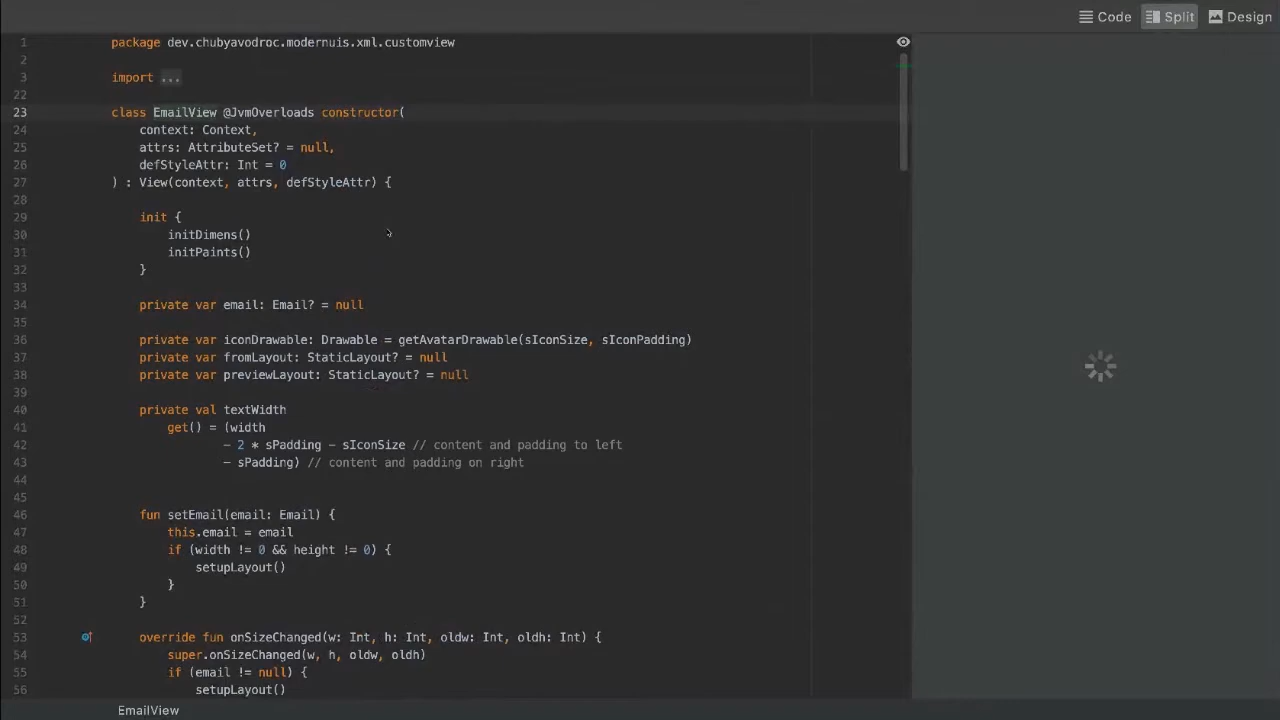 Code Split Design
1 package dev.chubyavodroc.modernuis.xml.customview
2
3 import ...
22
23 class EmailView @JvmOverloads constructor(
24 context: Context,
25 attrs: AttributeSet? = null,
26 defStyleAttr: Int = 0
27 ) : View(context, attrs, defStyleAttr) {
28
29 init {
30 initDimens()
31 initPaints()
32 }
33
34 private var email: Email? = null
35
36 private var iconDrawable: Drawable = getAvatarDrawable(sIconSize, sIconPadding)
37 private var fromLayout: StaticLayout? = null
38 private var previewLayout: StaticLayout? = null
39
40 private val textWidth
41 get() = (width
42 - 2 * sPadding - sIconSize // content and padding to left
43 - sPadding) // content and padding on right
44
45
46 fun setEmail(email: Email) {
47 this.email = email
48 if (width != 0 && height != 0) {
49 setupLayout()
50 }
51 }
52
53 override fun onSizeChanged(w: Int, h: Int, oldw: Int, oldh: Int) {
54 super.onSizeChanged(w, h, oldw, oldh)
55 if (email != null) {
56 setupLayout()
EmailView